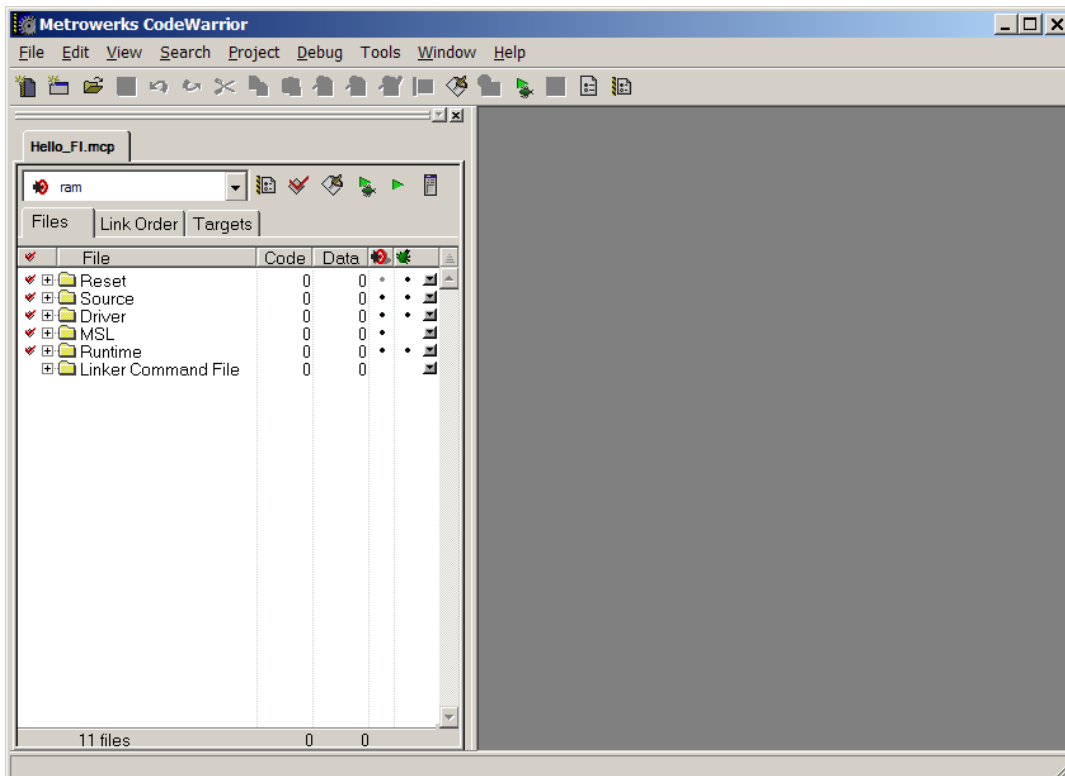 Metrowerks CodeWarrior
File Edit View Search Project Debug Tools Window Help
Hello_FI.mcp
ram
Files Link Order Targets
File Code Data
Reset 0 0
Source 0 0
Driver 0 0
MSL 0 0
Runtime 0 0
Linker Command File 0 0
11 files 0 0